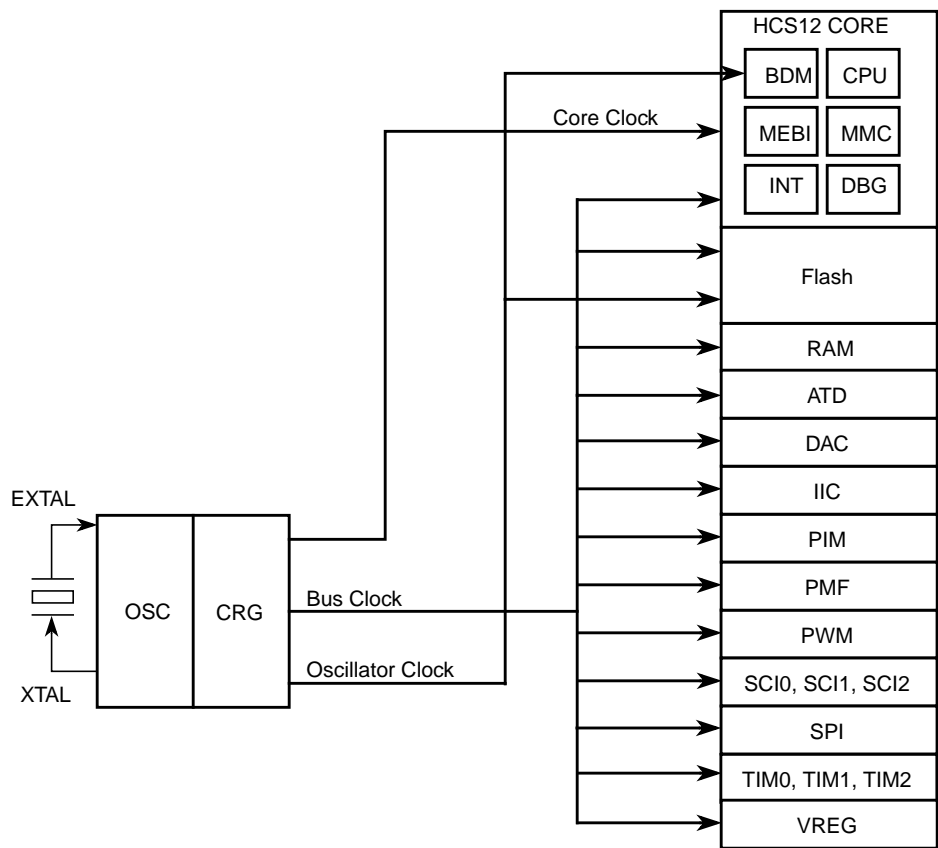 HCS12 CORE
BDM
CPU
Core Clock
MEBI
MMC
INT
DBG
Flash
RAM
ATD
DAC
IIC
EXTAL
PIM
PMF
Bus Clock
OSC
CRG
PWM
Oscillator Clock
XTAL
SCI0, SCI1, SCI2
SPI
TIM0, TIM1, TIM2
VREG